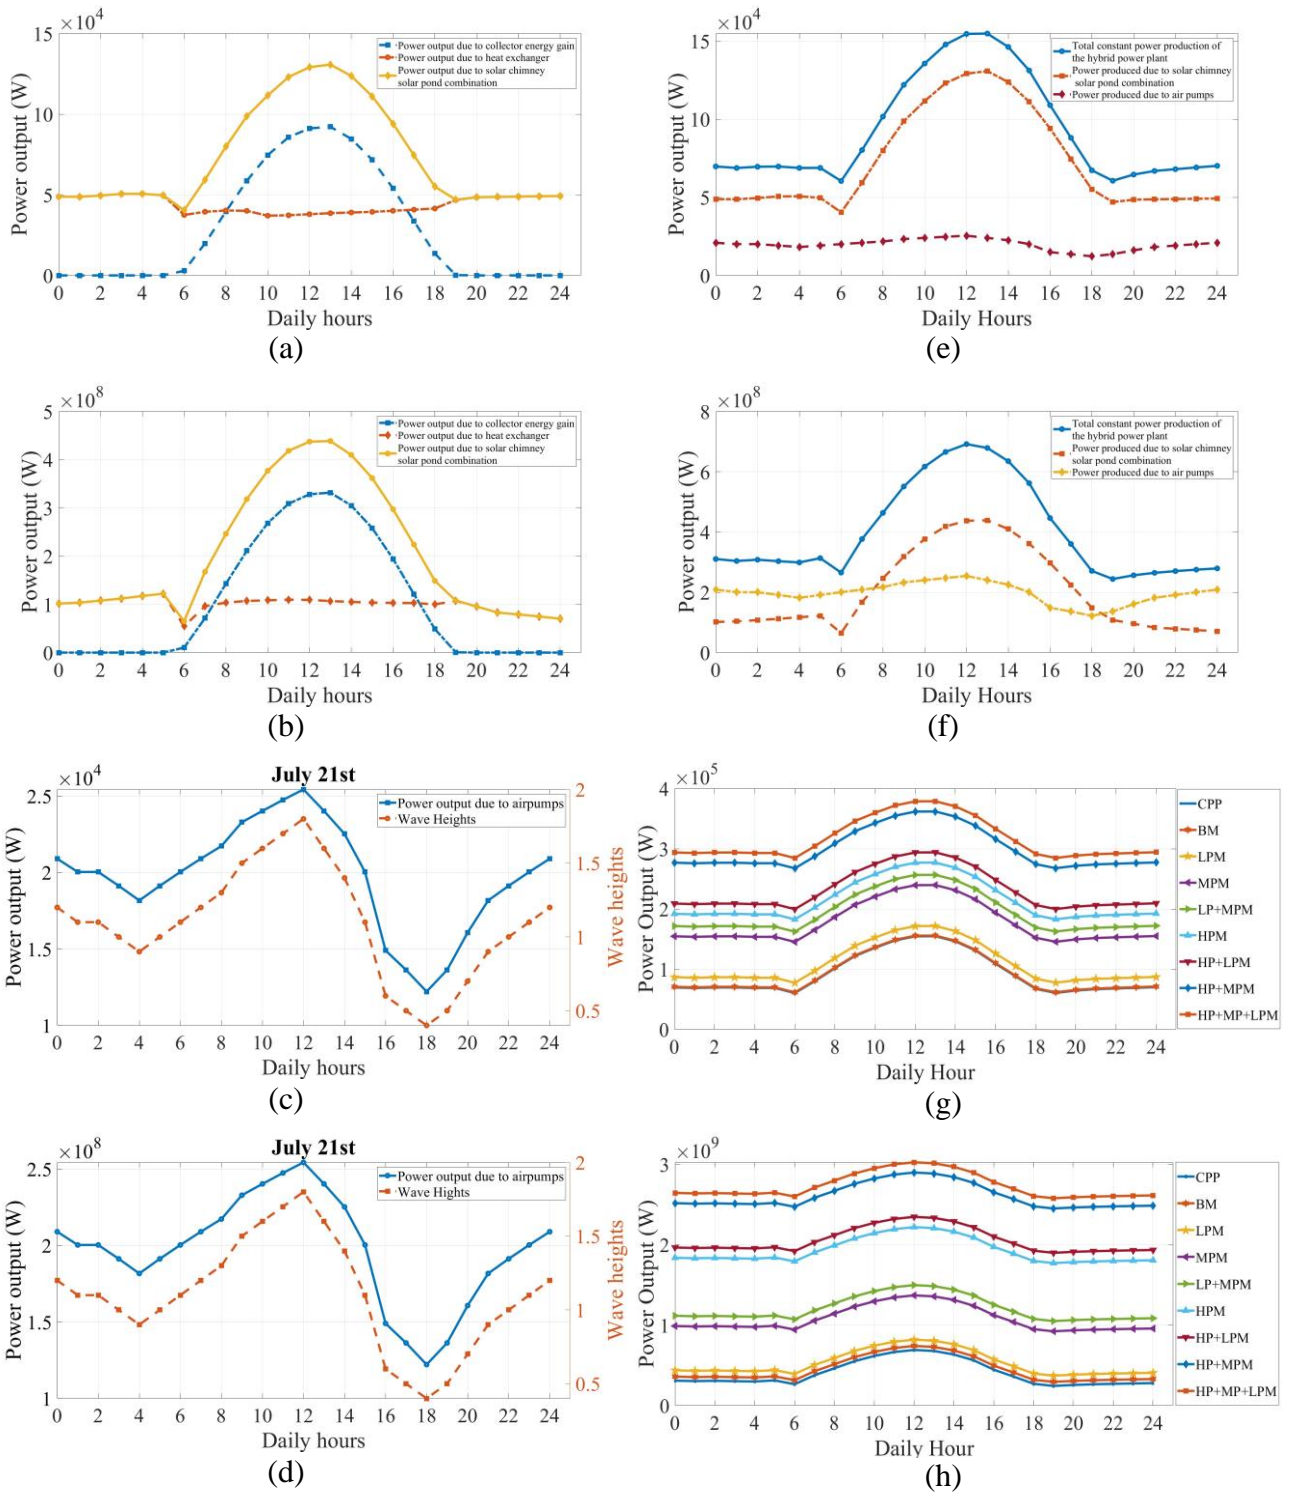 ×10⁴
15
10
5
0
Power output (W)
Power output due to collector energy gain
Power output due to heat exchanger
Power output due to solar chimney
solar pond combination
0 2 4 6 8 10 12 14 16 18 20 22 24
Daily hours
(a)
×10⁴
15
10
5
0
Power output (W)
Total constant power production of
the hybrid power plant
Power produced due to solar chimney
solar pond combination
Power produced due to air pumps
0 2 4 6 8 10 12 14 16 18 20 22 24
Daily Hours
(e)
×10⁸
5
4
3
2
1
0
Power output (W)
Power output due to collector energy gain
Power output due to heat exchanger
Power output due to solar chimney
solar pond combination
0 2 4 6 8 10 12 14 16 18 20 22 24
Daily hours
(b)
×10⁸
8
6
4
2
0
Power output (W)
Total constant power production of
the hybrid power plant
Power produced due to solar chimney
solar pond combination
Power produced due to air pumps
0 2 4 6 8 10 12 14 16 18 20 22 24
Daily Hours
(f)
July 21st
×10⁴
2.5
2
1.5
1
Power output (W)
Power output due to airpumps
Wave Heights
2
1.5
1
0.5
Wave heights
0 2 4 6 8 10 12 14 16 18 20 22 24
Daily hours
(c)
×10⁵
4
3
2
1
0
Power Output (W)
CPP
BM
LPM
MPM
LP+MPM
HPM
HP+LPM
HP+MPM
HP+MP+LPM
0 2 4 6 8 10 12 14 16 18 20 22 24
Daily Hour
(g)
July 21st
×10⁸
2.5
2
1.5
1
Power output (W)
Power output due to airpumps
Wave Hights
2
1.5
1
0.5
Wave heights
0 2 4 6 8 10 12 14 16 18 20 22 24
Daily hours
(d)
×10⁹
3
2
1
0
Power Output (W)
CPP
BM
LPM
MPM
LP+MPM
HPM
HP+LPM
HP+MPM
HP+MP+LPM
0 2 4 6 8 10 12 14 16 18 20 22 24
Daily Hour
(h)